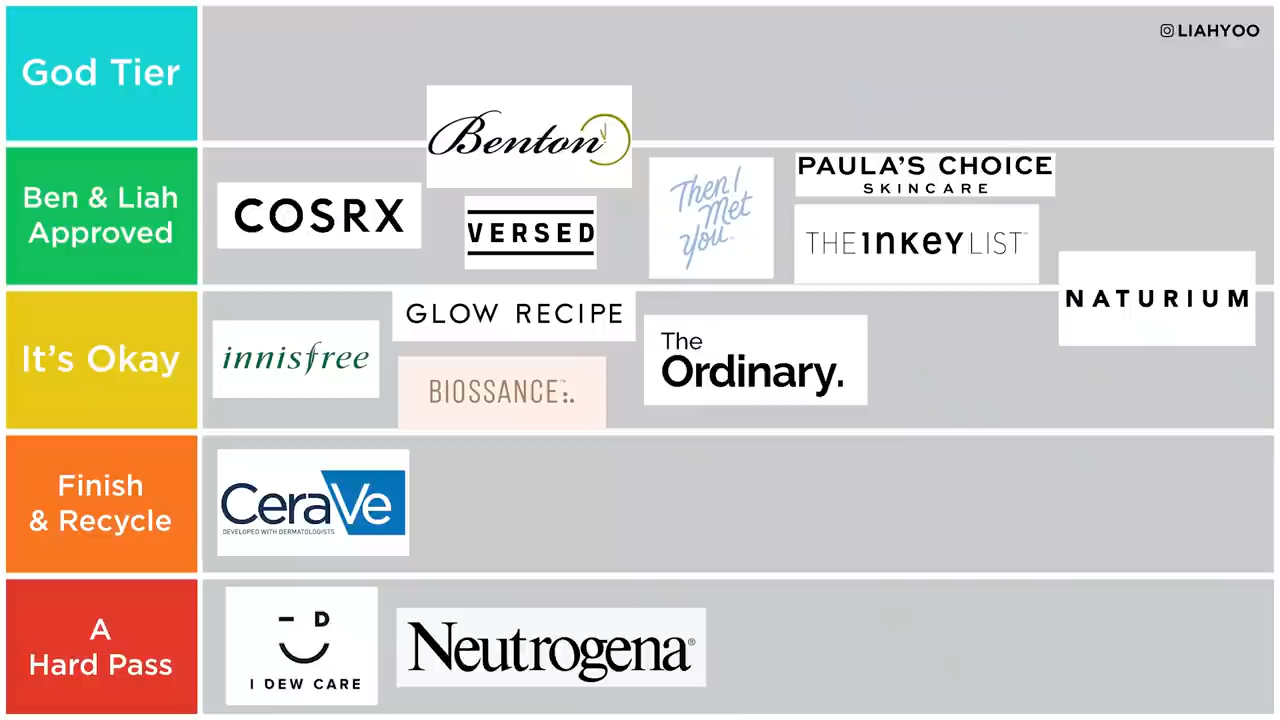 God Tier
LIAHYOO
Benton
Ben & Liah
Approved
COSRX
VERSED
Then I
Met
You
PAULA'S CHOICE
SKINCARE
THE INKEY LIST
NATURIUM
It's Okay
innisfree
GLOW RECIPE
BIOSSANCE
The
Ordinary.
Finish
& Recycle
CeraVe
DEVELOPED WITH DERMATOLOGISTS
A
Hard Pass
I DEW CARE
Neutrogena®